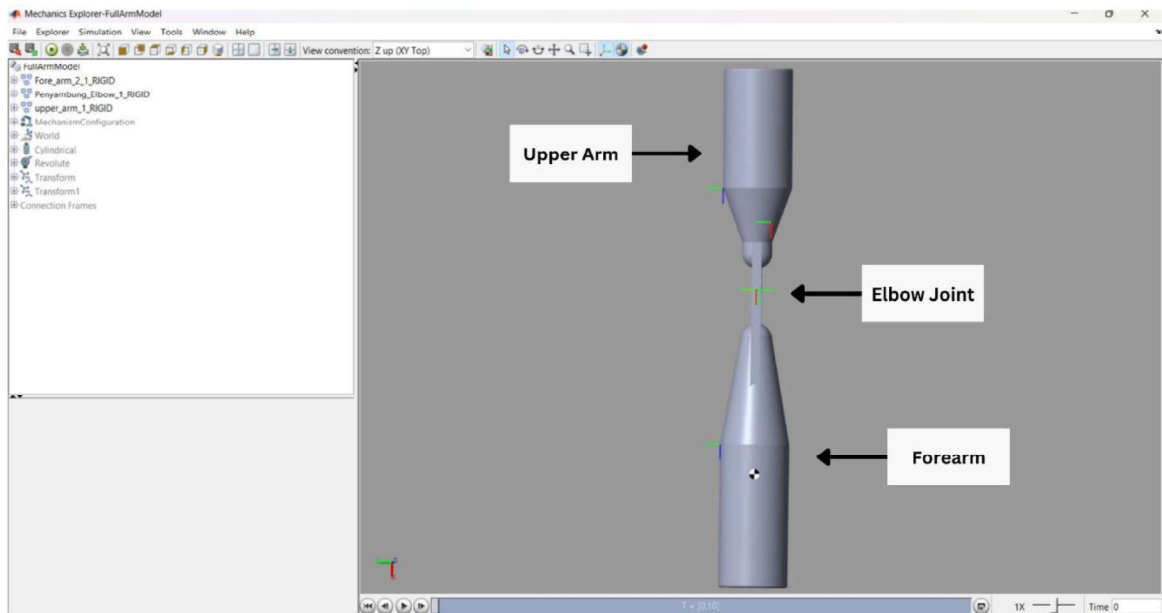 Mechanics Explorer-FullArmModel
File Explorer Simulation View Tools Window Help
View convention: Z up (XY Top)
FullArmModel
Fore_arm_2_1_RIGID
Penyambung_Elbow_1_RIGID
upper_arm_1_RIGID
MechanismConfiguration
World
Cylindrical
Revolute
Transform
Transform1
Connection Frames
Upper Arm
Elbow Joint
Forearm
T = [0,10]
1X
Time 0